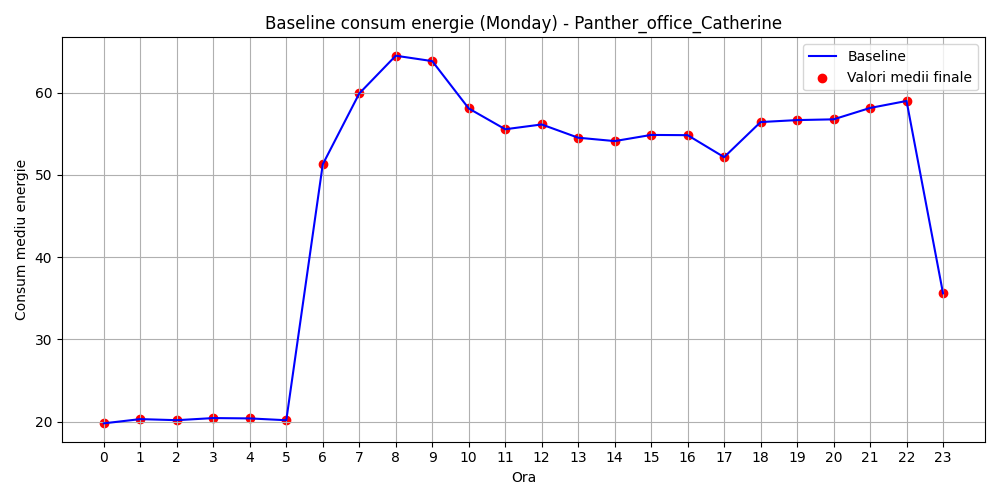 Baseline consum energie (Monday) - Panther_office_Catherine
Baseline
Valori medii finale
Consum mediu energie
60
50
40
30
20
0 1 2 3 4 5 6 7 8 9 10 11 12 13 14 15 16 17 18 19 20 21 22 23
Ora